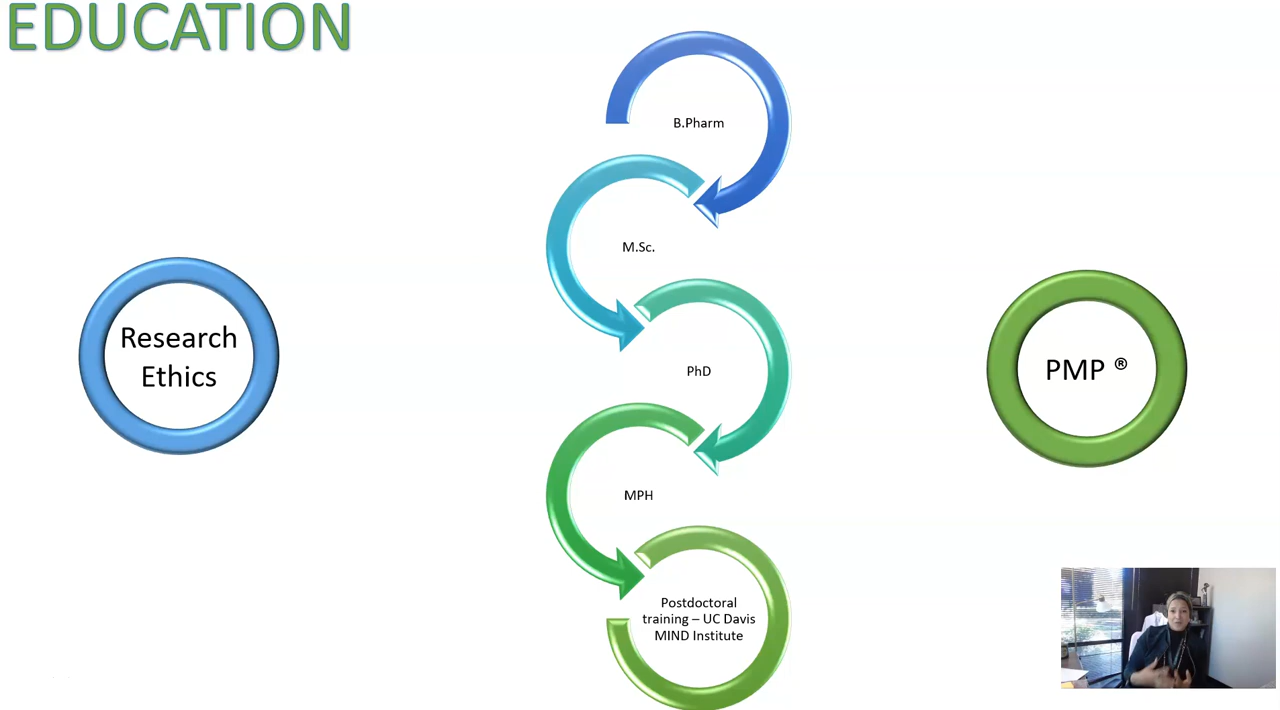 EDUCATION
B.Pharm
M.Sc.
Research
Ethics
PhD
PMP ®
MPH
Postdoctoral
training – UC Davis
MIND Institute